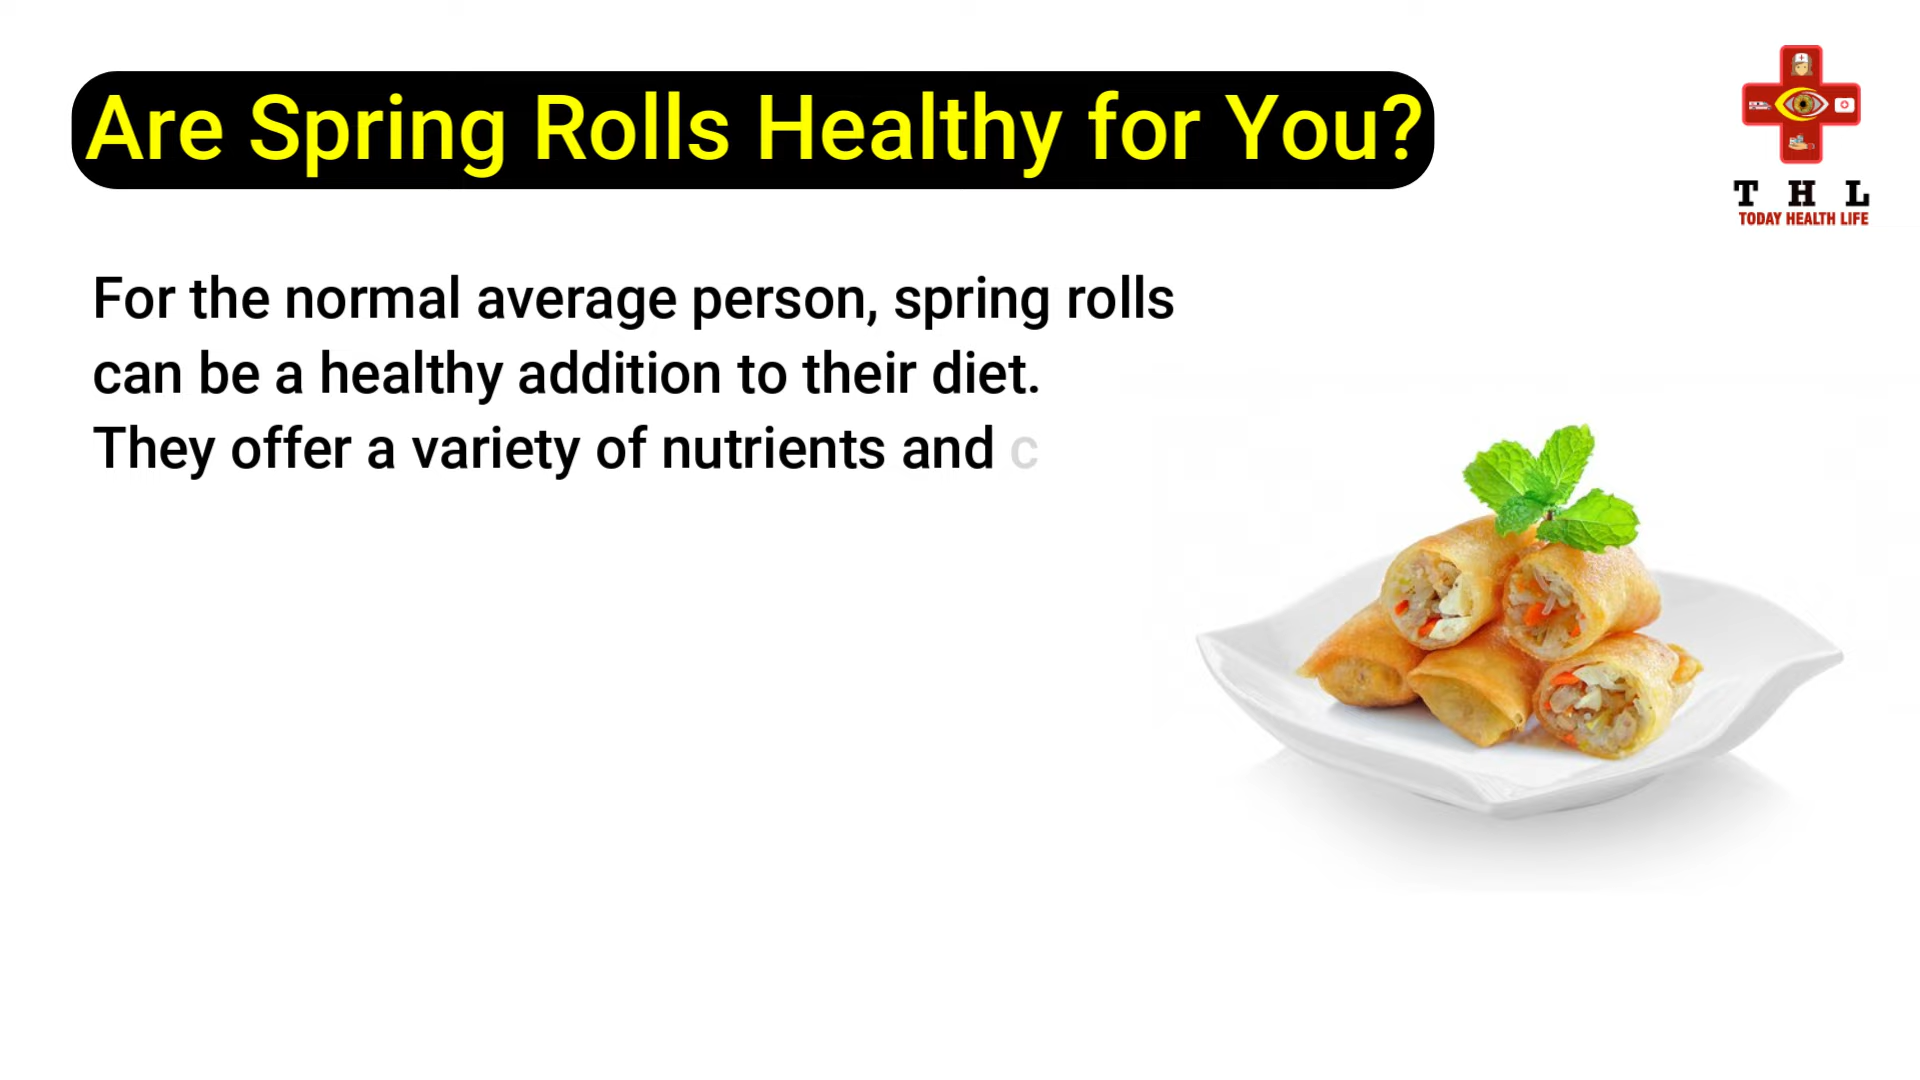 Are Spring Rolls Healthy for You?
T H L
TODAY HEALTH LIFE
For the normal average person, spring rolls
can be a healthy addition to their diet.
They offer a variety of nutrients and c